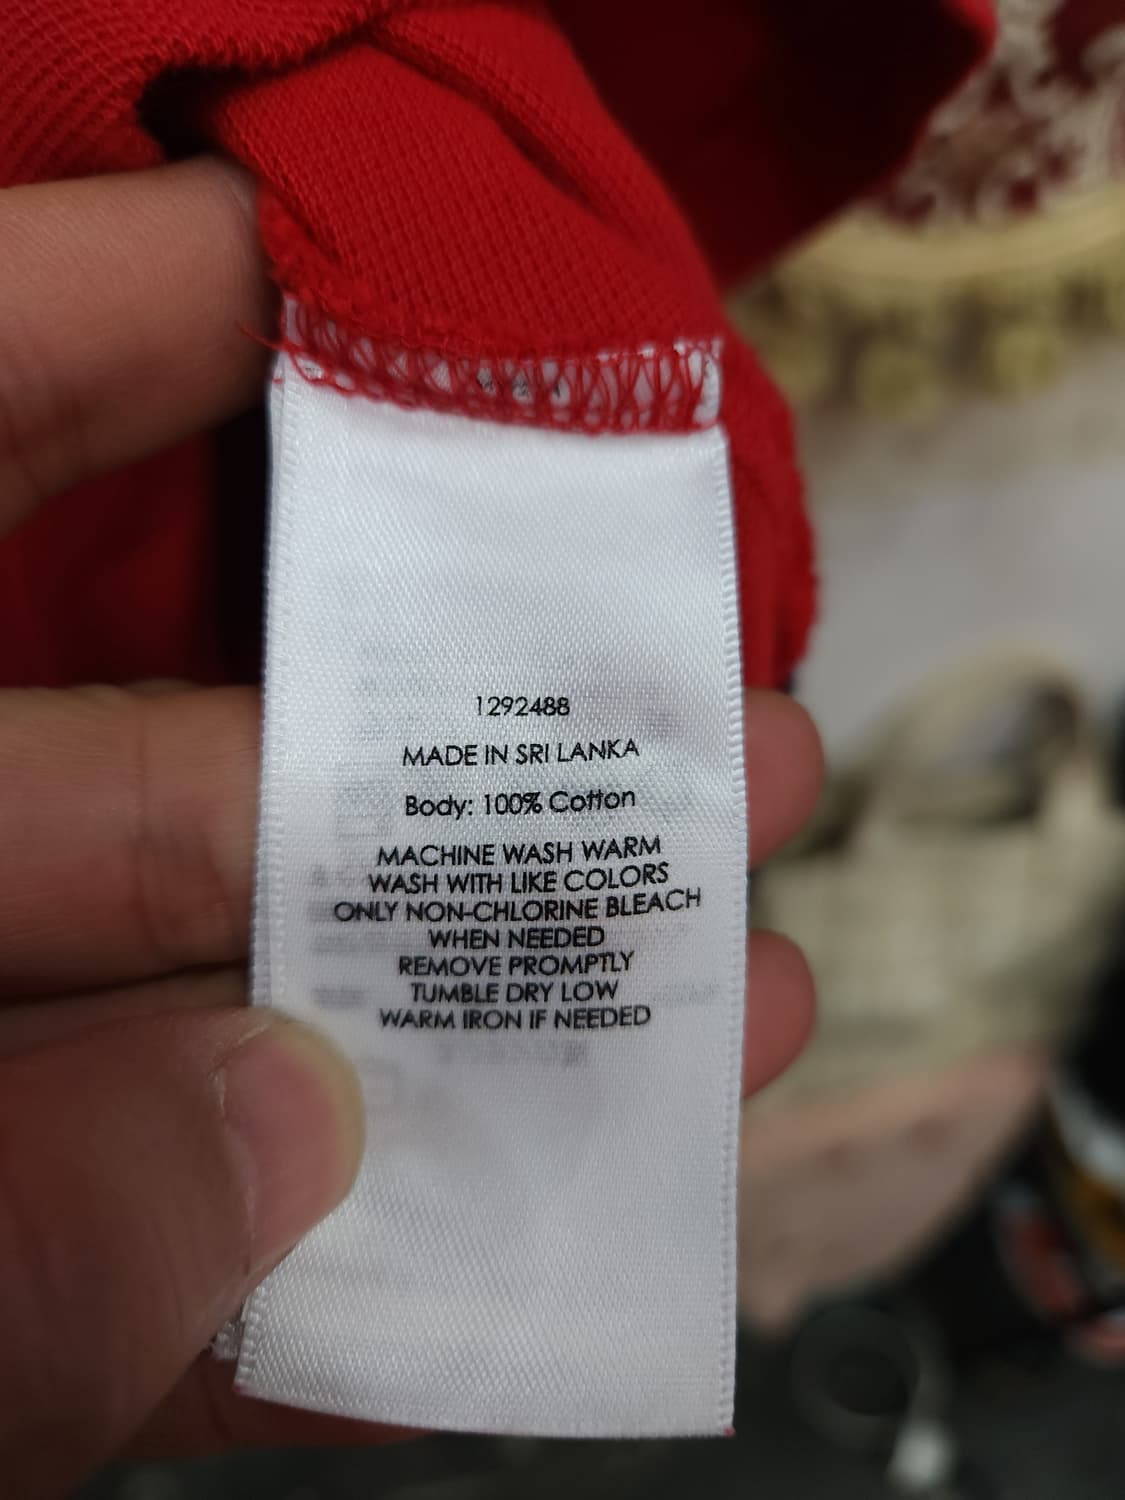 1292488
MADE IN SRI LANKA
Body: 100% Cotton
MACHINE WASH WARM
WASH WITH LIKE COLORS
ONLY NON-CHLORINE BLEACH
WHEN NEEDED
REMOVE PROMPTLY
TUMBLE DRY LOW
WARM IRON IF NEEDED